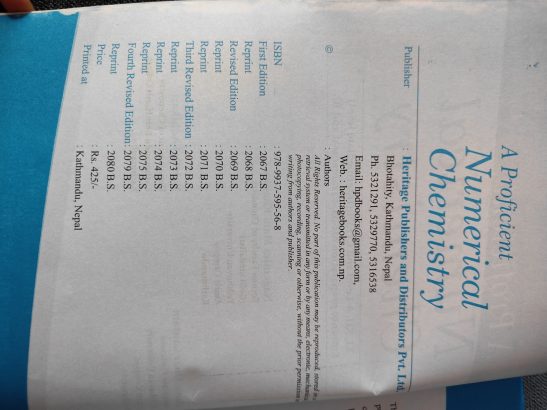 A Proficient
Numerical
Chemistry
Publisher : Heritage Publishers and Distributors Pvt. Ltd
Bhotahity, Kathmandu, Nepal
Ph. 5321291, 5329770, 5316538
Email: hpdbooks@gmail.com,
Web. : heritagebooks.com.np.
© : Authors
All Rights Reserved. No part of this publication may be reproduced, stored in
retrieval system or transmitted in any form or by any means, electronic, mechanica
photocopying, recording, scanning or otherwise, without the prior permission
writing from authors and publisher.
ISBN : 978-9937-595-56-8
First Edition : 2067 B.S.
Reprint : 2068 B.S.
Revised Edition : 2069 B.S.
Reprint : 2070 B.S.
Reprint : 2071 B.S.
Third Revised Edition : 2072 B.S.
Reprint : 2073 B.S.
Reprint : 2074 B.S.
Reprint : 2075 B.S.
Fourth Revised Edition: 2079 B.S.
Reprint : 2080 B.S.
Price : Rs. 425/-
Printed at : Kathmandu, Nepal